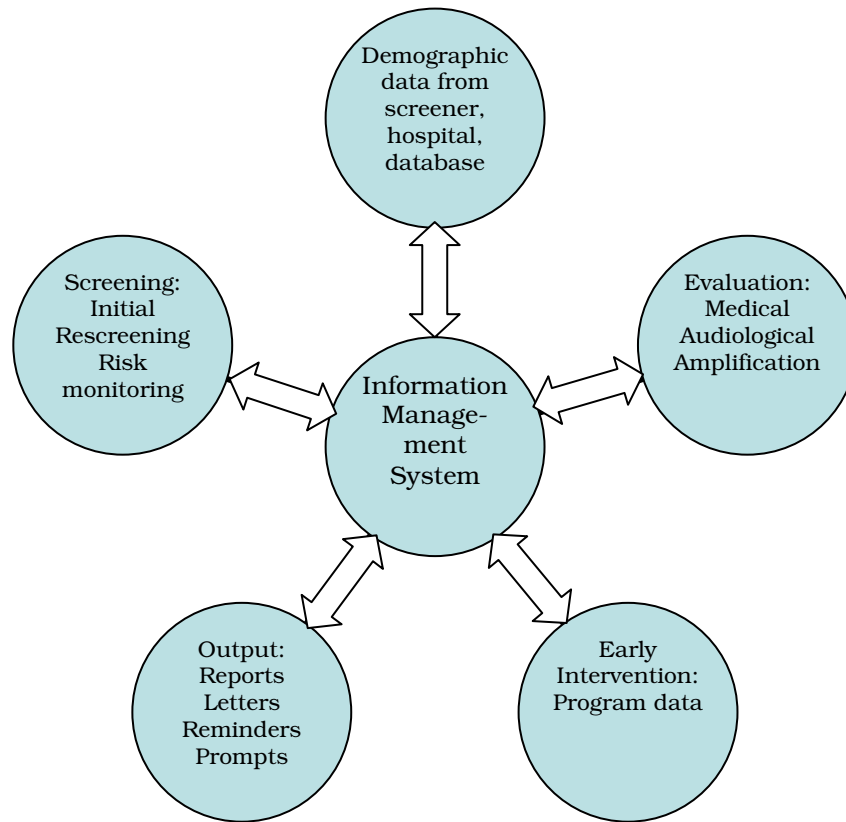 Demographic
data from
screener,
hospital,
database
Screening:
Initial
Rescreening
Risk
monitoring
Evaluation:
Medical
Audiological
Amplification
Information
Manage-
ment
System
Output:
Reports
Letters
Reminders
Prompts
Early
Intervention:
Program data